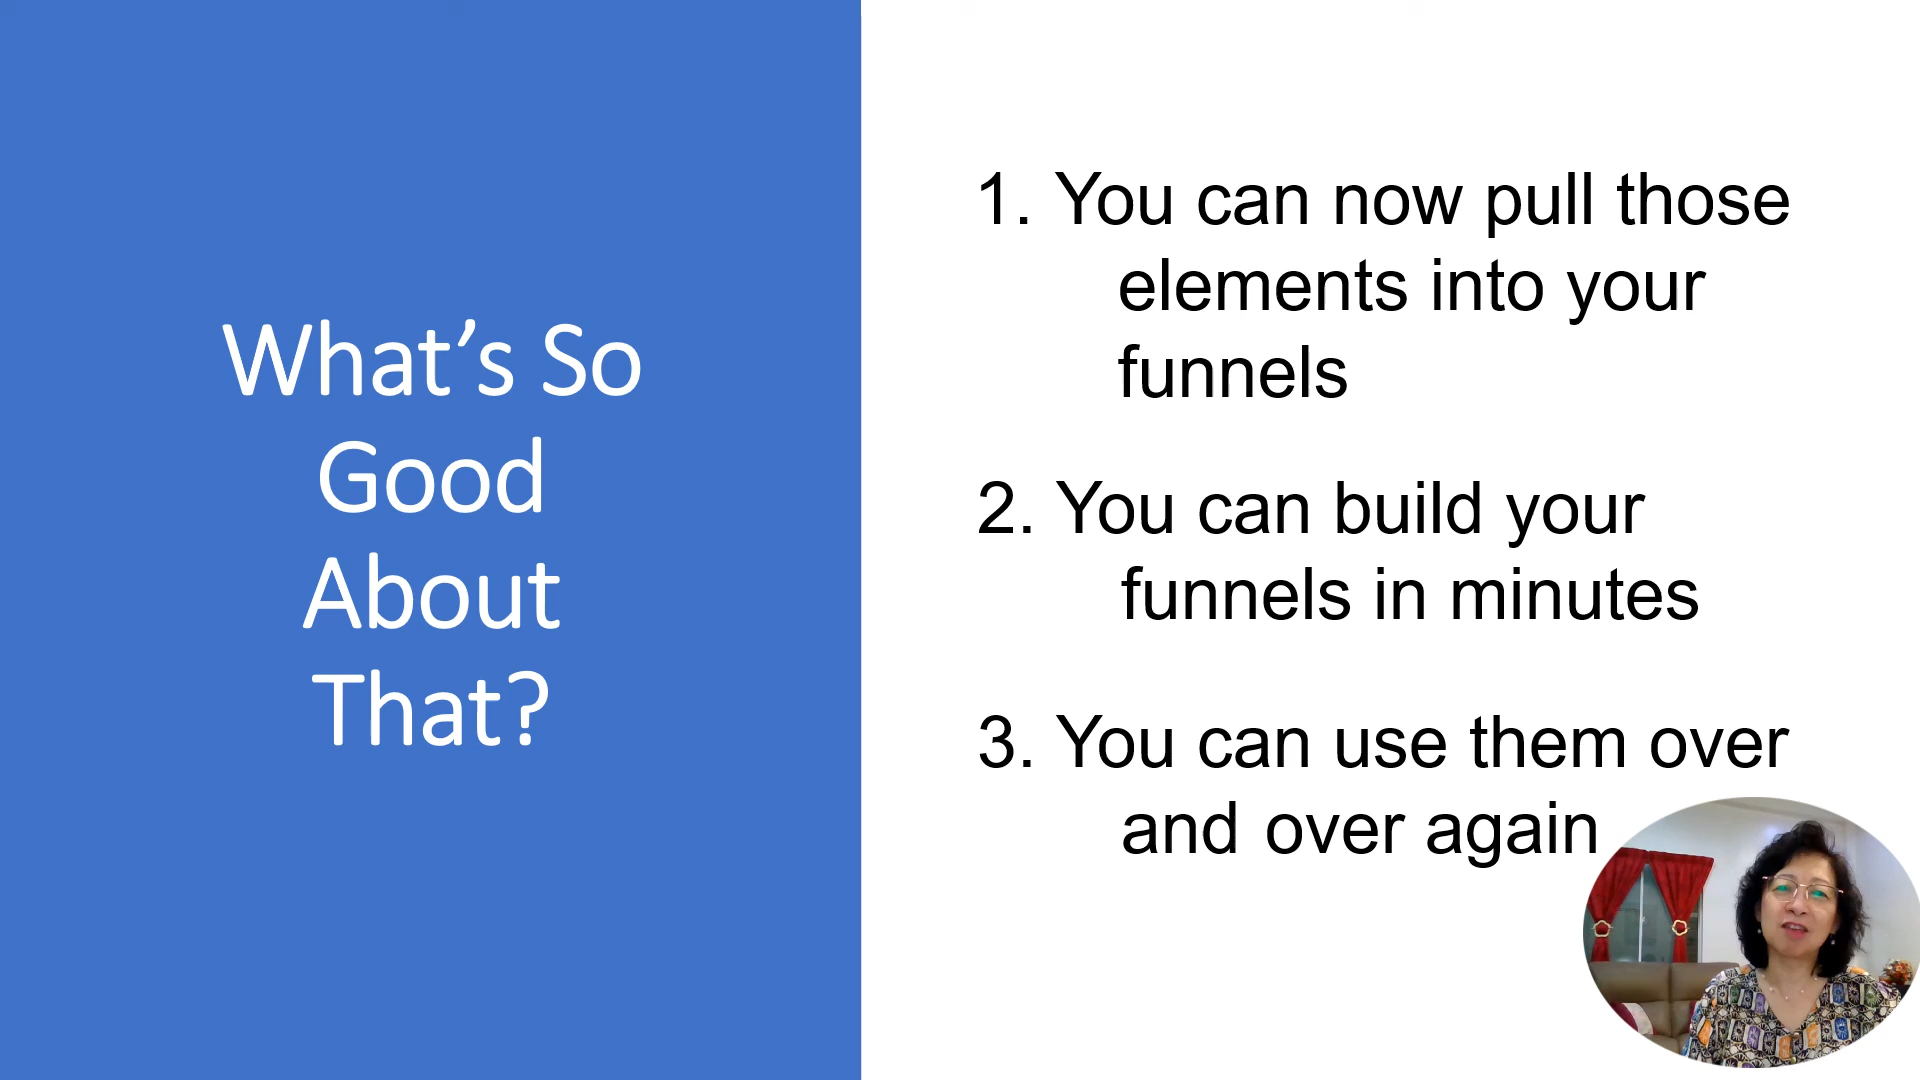 What’s So
Good
About
That?
1. You can now pull those
elements into your
funnels
2. You can build your
funnels in minutes
3. You can use them over
and over again